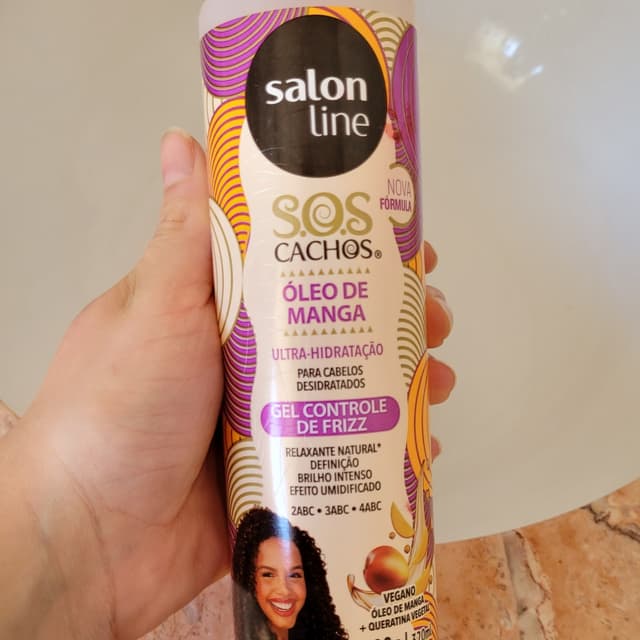 salon
line
NOVA
FÓRMULA
S.O.S
CACHOS®
ÓLEO DE
MANGA
ULTRA-HIDRATAÇÃO
PARA CABELOS
DESIDRATADOS
GEL CONTROLE
DE FRIZZ
RELAXANTE NATURAL*
DEFINIÇÃO
BRILHO INTENSO
EFEITO UMIDIFICADO
2ABC • 3ABC • 4ABC
VEGANO
ÓLEO DE MANGA
+ QUERATINA VEGETAL